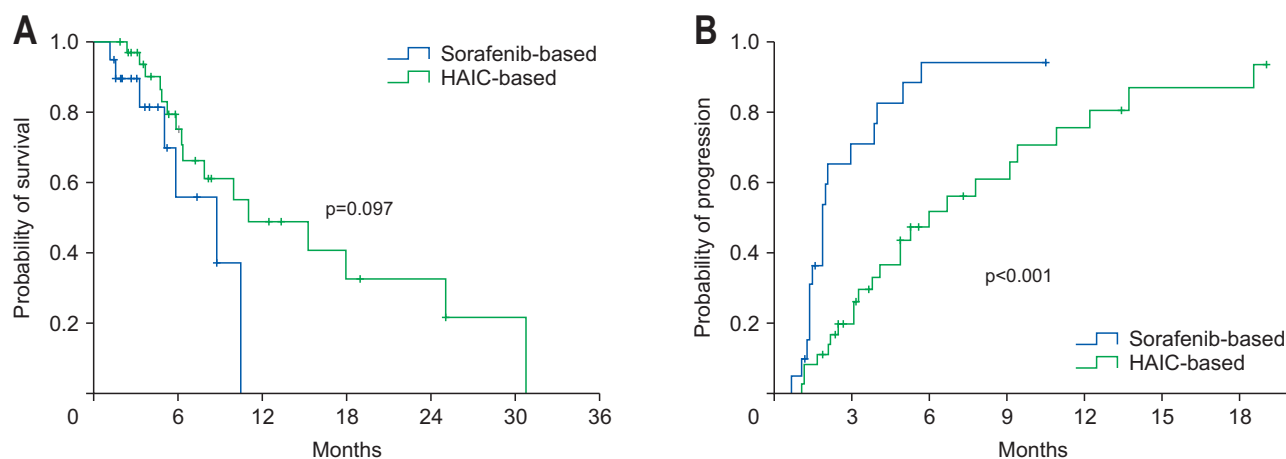 A
1.0
0.8
0.6
0.4
0.2
0
6
12
18
24
30
36
Probability of survival
Months
Sorafenib-based
HAIC-based
p=0.097
B
1.0
0.8
0.6
0.4
0.2
0
3
6
9
12
15
18
Probability of progression
Months
p<0.001
Sorafenib-based
HAIC-based